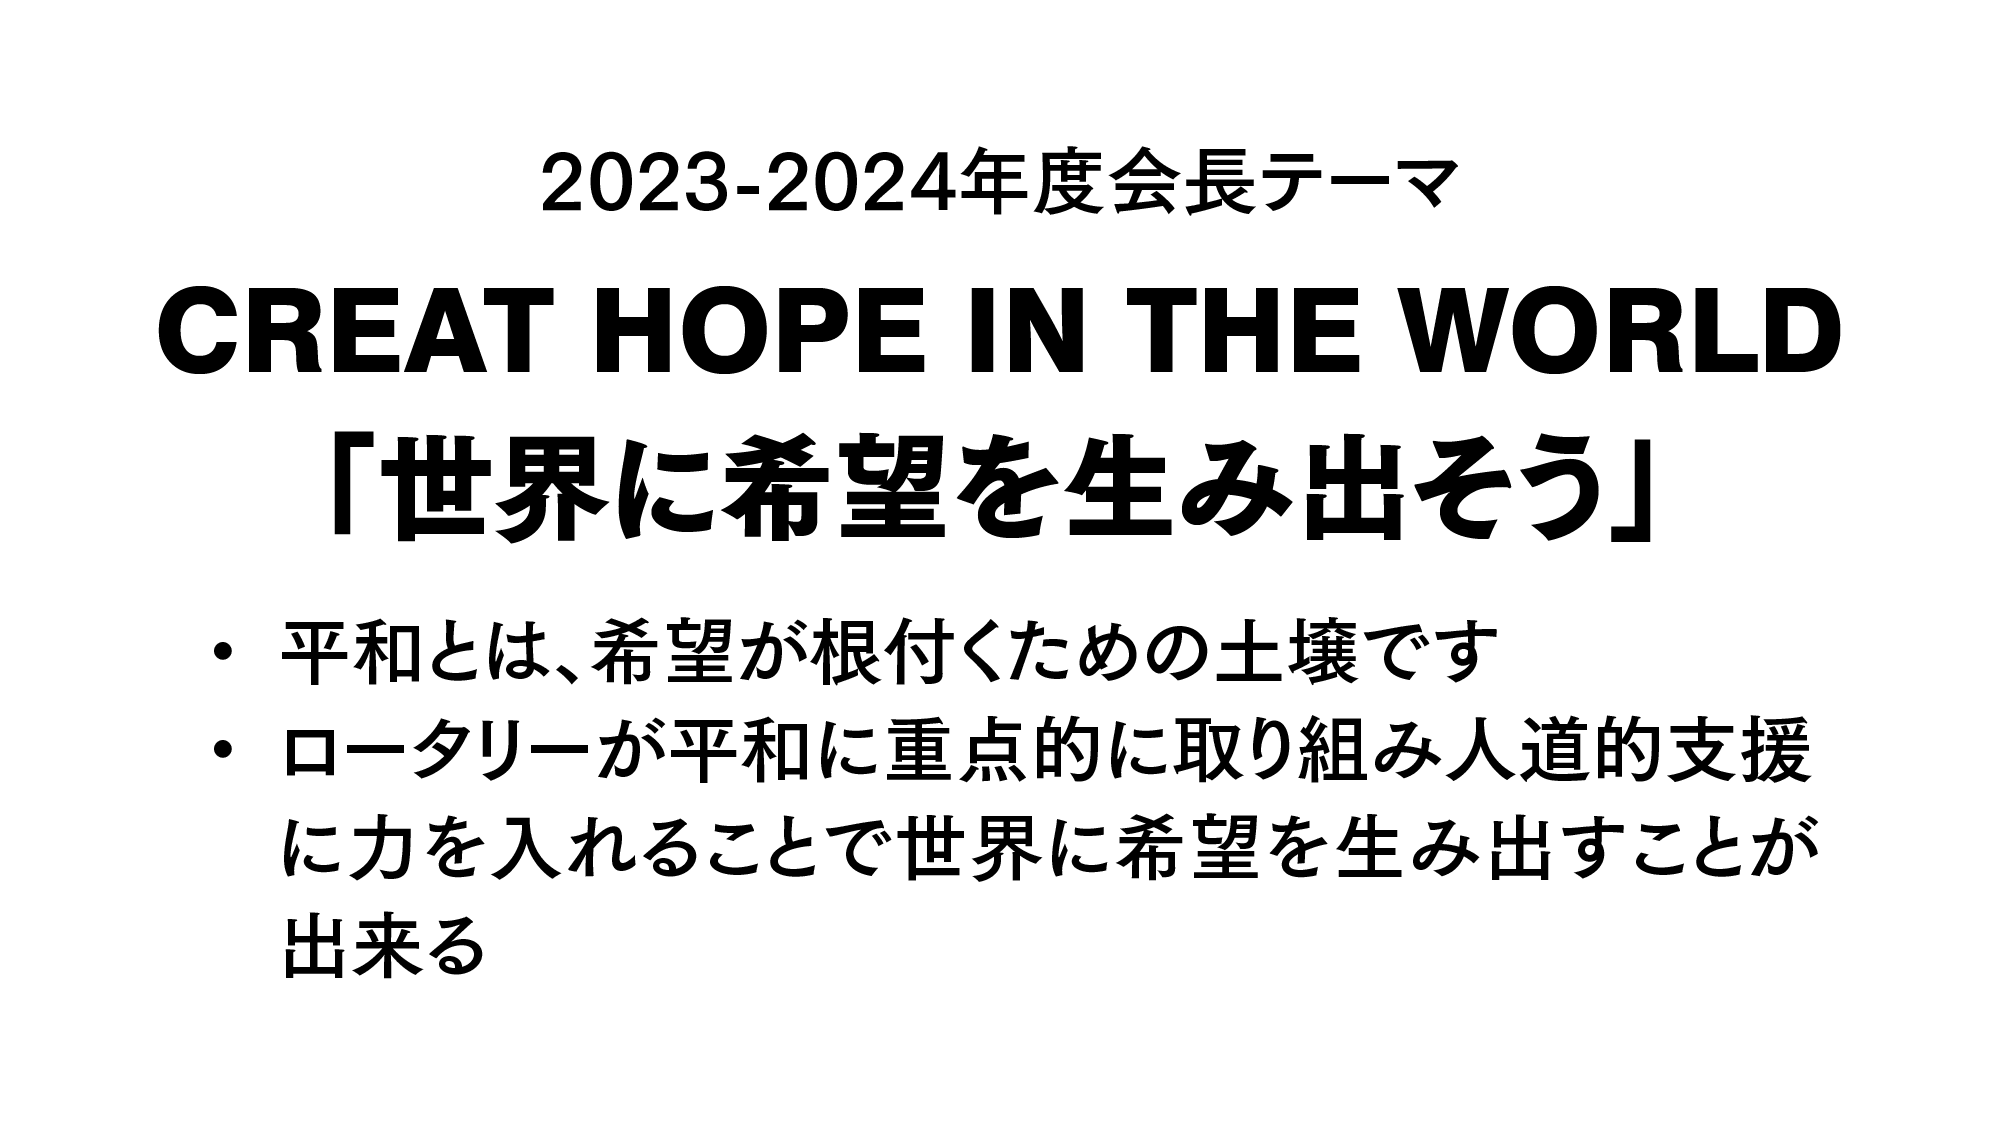 2023-2024年度会長テーマ
CREAT HOPE IN THE WORLD
「世界に希望を生み出そう」
• 平和とは、希望が根付くための土壌です
• ロータリーが平和に重点的に取り組み人道的支援
に力を入れることで世界に希望を生み出すことが
出来る